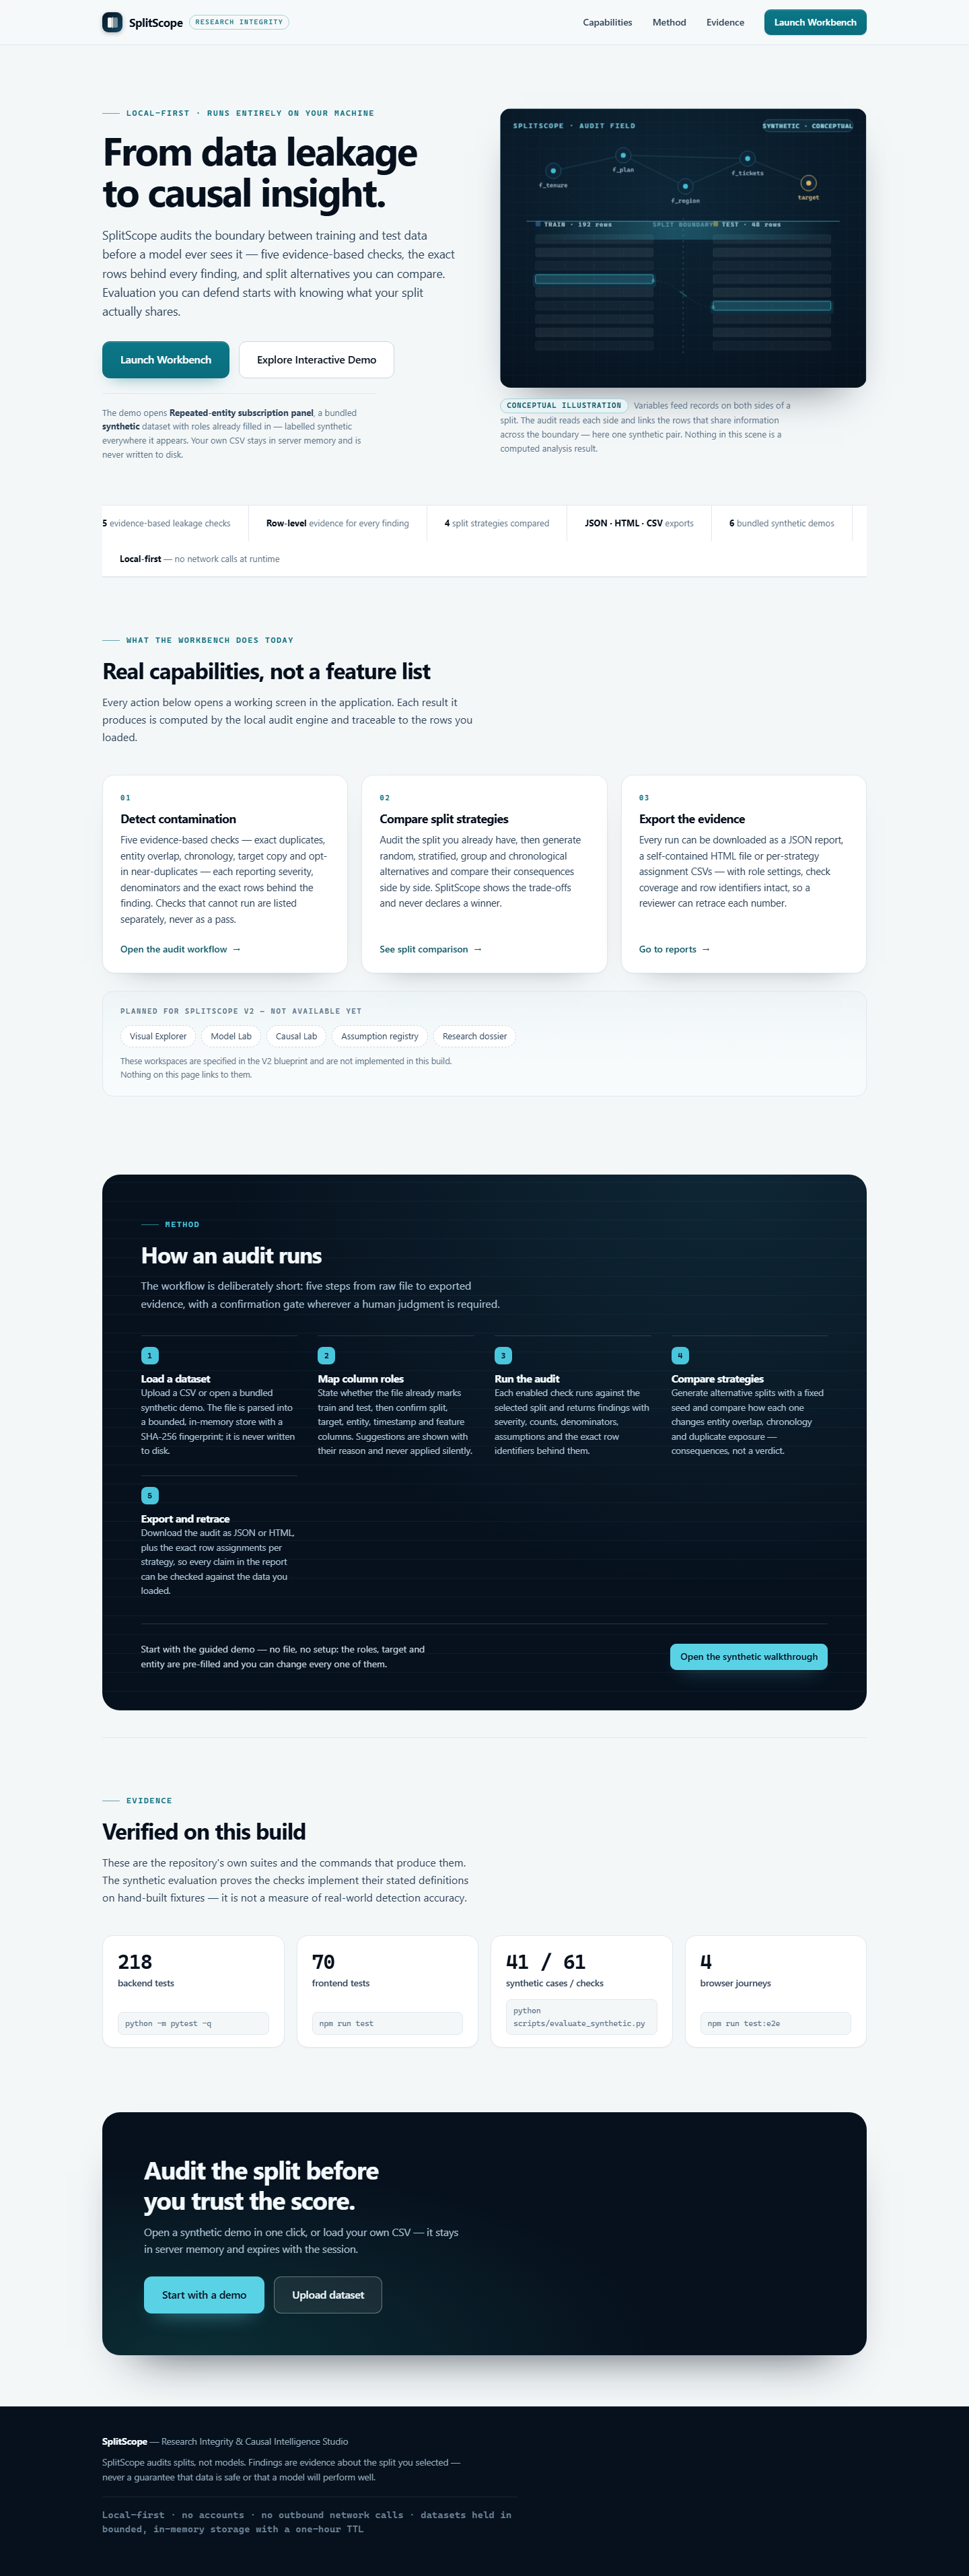 SplitScope RESEARCH INTEGRITY
Capabilities Method Evidence Launch Workbench
LOCAL-FIRST · RUNS ENTIRELY ON YOUR MACHINE
From data leakage
to causal insight.
SplitScope audits the boundary between training and test data
before a model ever sees it — five evidence-based checks, the exact
rows behind every finding, and split alternatives you can compare.
Evaluation you can defend starts with knowing what your split
actually shares.
Launch Workbench Explore Interactive Demo
The demo opens Repeated-entity subscription panel, a bundled
synthetic dataset with roles already filled in — labelled synthetic
everywhere it appears. Your own CSV stays in server memory and is
never written to disk.
SPLITSCOPE · AUDIT FIELD
SYNTHETIC · CONCEPTUAL
f_tenure
f_plan
f_region
f_tickets
target
TRAIN · 192 rows
SPLIT BOUNDARY
TEST · 48 rows
CONCEPTUAL ILLUSTRATION Variables feed records on both sides of a
split. The audit reads each side and links the rows that share information
across the boundary — here one synthetic pair. Nothing in this scene is a
computed analysis result.
5 evidence-based leakage checks
Row-level evidence for every finding
4 split strategies compared
JSON · HTML · CSV exports
6 bundled synthetic demos
Local-first — no network calls at runtime
WHAT THE WORKBENCH DOES TODAY
Real capabilities, not a feature list
Every action below opens a working screen in the application. Each result it
produces is computed by the local audit engine and traceable to the rows you
loaded.
01
Detect contamination
Five evidence-based checks — exact duplicates,
entity overlap, chronology, target copy and opt-
in near-duplicates — each reporting severity,
denominators and the exact rows behind the
finding. Checks that cannot run are listed
separately, never as a pass.
Open the audit workflow →
02
Compare split strategies
Audit the split you already have, then generate
random, stratified, group and chronological
alternatives and compare their consequences
side by side. SplitScope shows the trade-offs
and never declares a winner.
See split comparison →
03
Export the evidence
Every run can be downloaded as a JSON report,
a self-contained HTML file or per-strategy
assignment CSVs — with role settings, check
coverage and row identifiers intact, so a
reviewer can retrace each number.
Go to reports →
PLANNED FOR SPLITSCOPE V2 — NOT AVAILABLE YET
Visual Explorer Model Lab Causal Lab Assumption registry Research dossier
These workspaces are specified in the V2 blueprint and are not implemented in this build.
Nothing on this page links to them.
METHOD
How an audit runs
The workflow is deliberately short: five steps from raw file to exported
evidence, with a confirmation gate wherever a human judgment is required.
1
Load a dataset
Upload a CSV or open a bundled
synthetic demo. The file is parsed into
a bounded, in-memory store with a
SHA-256 fingerprint; it is never written
to disk.
2
Map column roles
State whether the file already marks
train and test, then confirm split,
target, entity, timestamp and feature
columns. Suggestions are shown with
their reason and never applied silently.
3
Run the audit
Each enabled check runs against the
selected split and returns findings with
severity, counts, denominators,
assumptions and the exact row
identifiers behind them.
4
Compare strategies
Generate alternative splits with a fixed
seed and compare how each one
changes entity overlap, chronology
and duplicate exposure —
consequences, not a verdict.
5
Export and retrace
Download the audit as JSON or HTML,
plus the exact row assignments per
strategy, so every claim in the report
can be checked against the data you
loaded.
Start with the guided demo — no file, no setup: the roles, target and
entity are pre-filled and you can change every one of them.
Open the synthetic walkthrough
EVIDENCE
Verified on this build
These are the repository's own suites and the commands that produce them.
The synthetic evaluation proves the checks implement their stated definitions
on hand-built fixtures — it is not a measure of real-world detection accuracy.
218
backend tests
python -m pytest -q
70
frontend tests
npm run test
41 / 61
synthetic cases / checks
python
scripts/evaluate_synthetic.py
4
browser journeys
npm run test:e2e
Audit the split before
you trust the score.
Open a synthetic demo in one click, or load your own CSV — it stays
in server memory and expires with the session.
Start with a demo Upload dataset
SplitScope — Research Integrity & Causal Intelligence Studio
SplitScope audits splits, not models. Findings are evidence about the split you selected —
never a guarantee that data is safe or that a model will perform well.
Local-first · no accounts · no outbound network calls · datasets held in
bounded, in-memory storage with a one-hour TTL